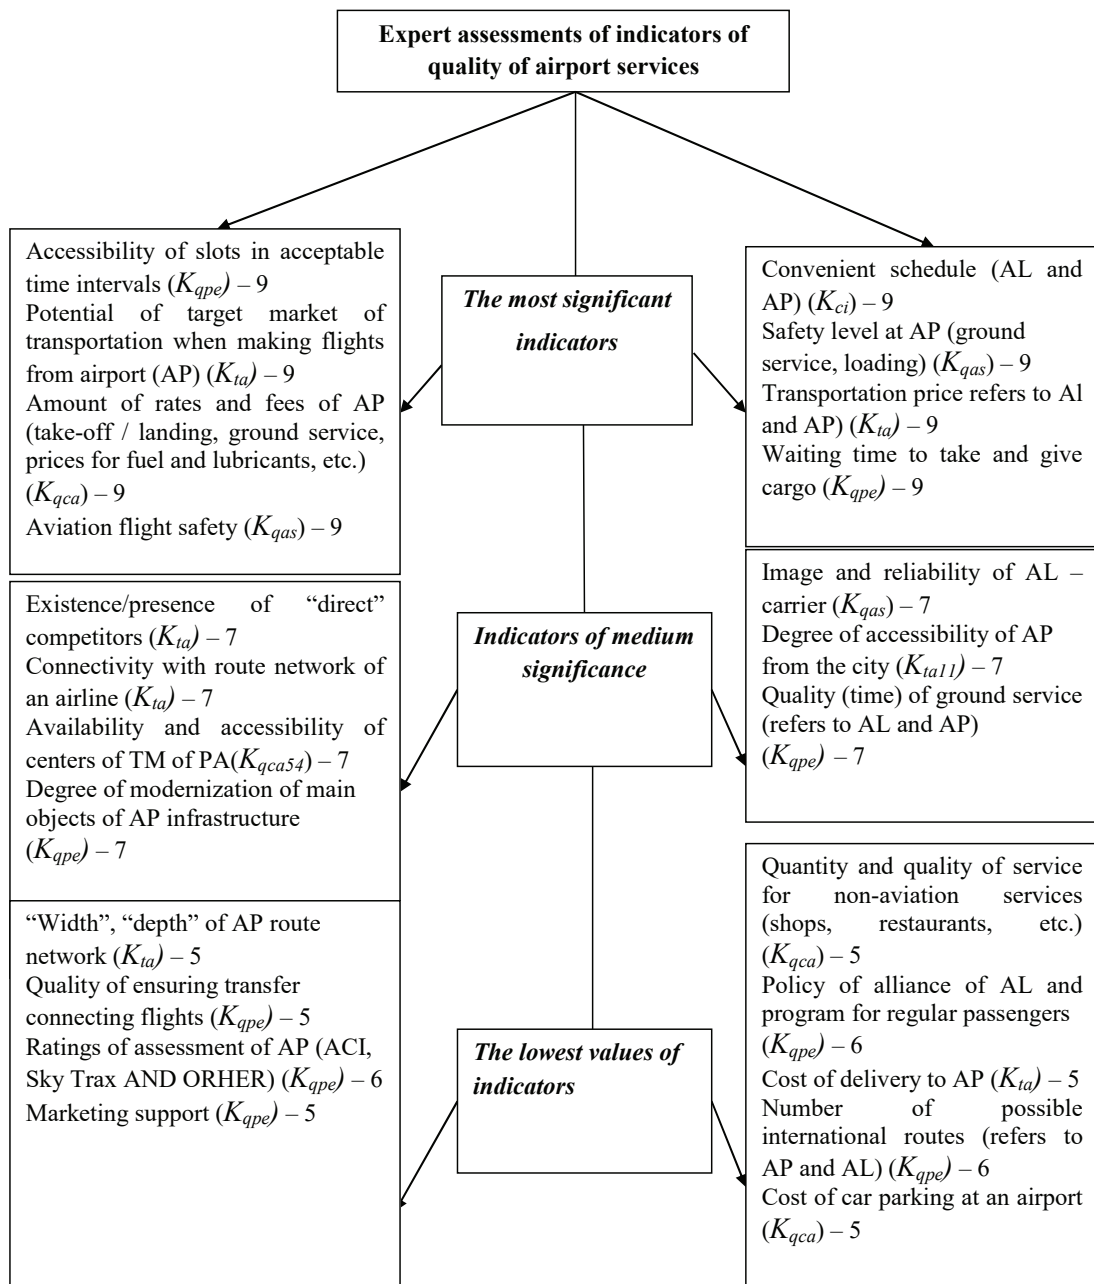 Expert assessments of indicators of
quality of airport services
Accessibility of slots in acceptable
time intervals (Kqpe) – 9
Potential of target market of
transportation when making flights
from airport (AP) (Kta) – 9
Amount of rates and fees of AP
(take-off / landing, ground service,
prices for fuel and lubricants, etc.)
(Kqca) – 9
Aviation flight safety (Kqas) – 9
The most significant
indicators
Convenient schedule (AL and
AP) (Kci) – 9
Safety level at AP (ground
service, loading) (Kqas) – 9
Transportation price refers to Al
and AP) (Kta) – 9
Waiting time to take and give
cargo (Kqpe) – 9
Existence/presence of “direct”
competitors (Kta) – 7
Connectivity with route network of
an airline (Kta) – 7
Availability and accessibility of
centers of TM of PA(Kqca54) – 7
Degree of modernization of main
objects of AP infrastructure
(Kqpe) – 7
Indicators of medium
significance
Image and reliability of AL –
carrier (Kqas) – 7
Degree of accessibility of AP
from the city (Kta11) – 7
Quality (time) of ground service
(refers to AL and AP)
(Kqpe) – 7
“Width”, “depth” of AP route
network (Kta) – 5
Quality of ensuring transfer
connecting flights (Kqpe) – 5
Ratings of assessment of AP (ACI,
Sky Trax AND ORHER) (Kqpe) – 6
Marketing support (Kqpe) – 5
The lowest values of
indicators
Quantity and quality of service
for non-aviation services
(shops, restaurants, etc.)
(Kqca) – 5
Policy of alliance of AL and
program for regular passengers
(Kqpe) – 6
Cost of delivery to AP (Kta) – 5
Number of possible
international routes (refers to
AP and AL) (Kqpe) – 6
Cost of car parking at an airport
(Kqca) – 5